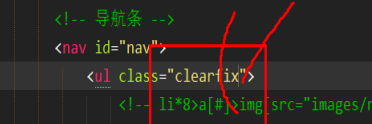 <!-- 导航条 -->
<nav id="nav">
<ul class="clearfix">
<!-- li*8>a[#]>img[src="images/